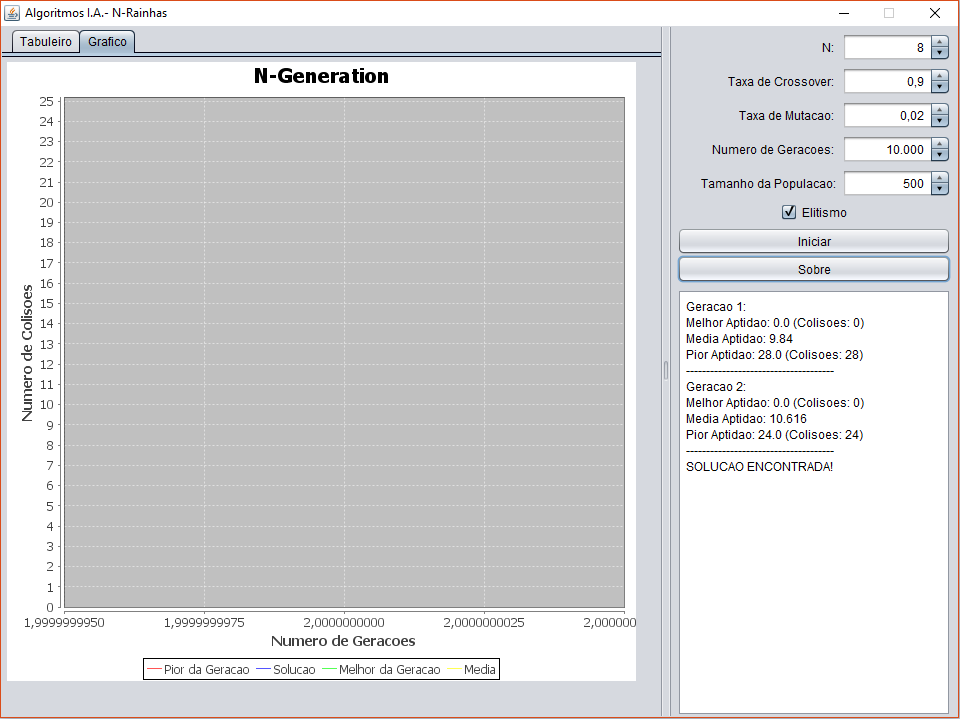 Algoritmos I.A.- N-Rainhas
Tabuleiro
Grafico
N-Generation
Numero de Colisoes
25
24
23
22
21
20
19
18
17
16
15
14
13
12
11
10
9
8
7
6
5
4
3
2
1
0
1,9999999950
1,9999999975
2,0000000000
2,0000000025
2,0000000
Numero de Geracoes
Pior da Geracao
Solucao
Melhor da Geracao
Media
N:
8
Taxa de Crossover:
0,9
Taxa de Mutacao:
0,02
Numero de Geracoes:
10.000
Tamanho da Populacao:
500
Elitismo
Iniciar
Sobre
Geracao 1:
Melhor Aptidao: 0.0 (Colisoes: 0)
Media Aptidao: 9.84
Pior Aptidao: 28.0 (Colisoes: 28)
-------------------------------------
Geracao 2:
Melhor Aptidao: 0.0 (Colisoes: 0)
Media Aptidao: 10.616
Pior Aptidao: 24.0 (Colisoes: 24)
-------------------------------------
SOLUCAO ENCONTRADA!